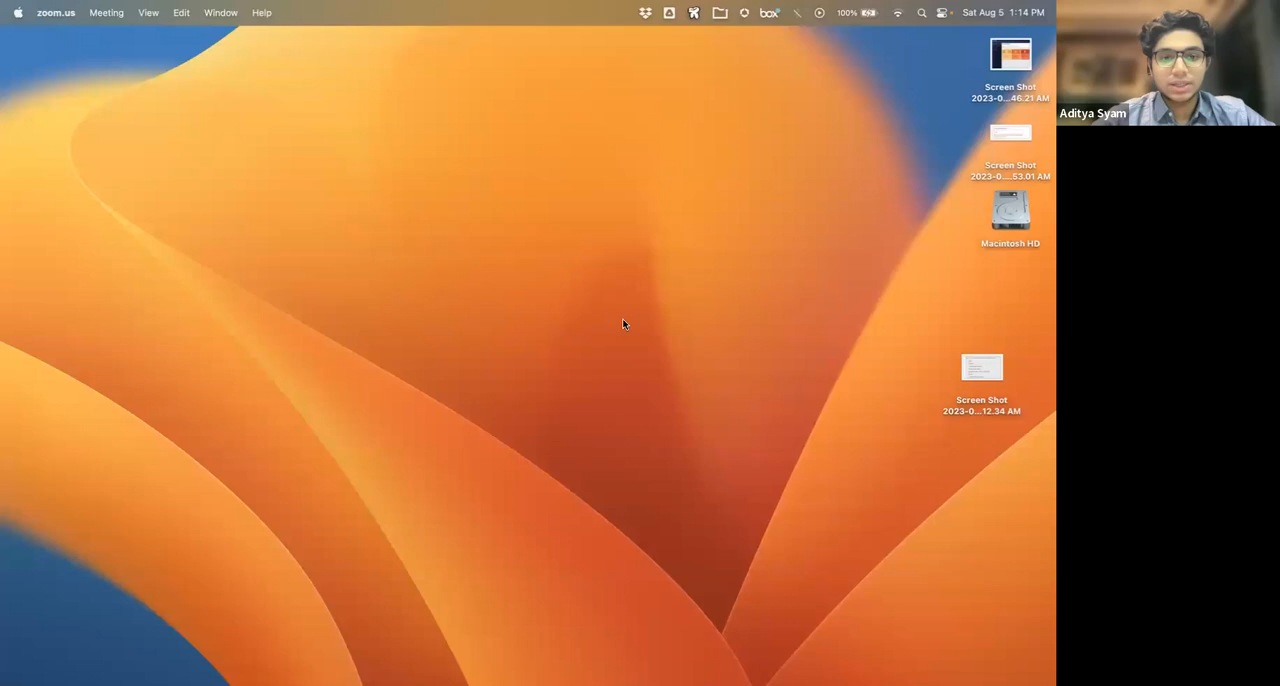 zoom.us Meeting View Edit Window Help box 100% Sat Aug 5 1:14 PM
Screen Shot
2023-0...46.21 AM
Screen Shot
2023-0....53.01 AM
Macintosh HD
Screen Shot
2023-0...12.34 AM
Aditya Syam